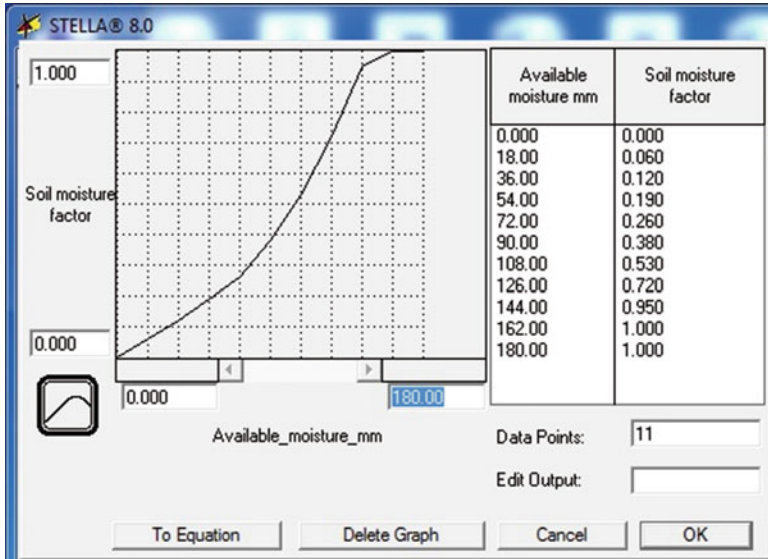 STELLA® 8.0
1.000
Soil moisture
factor
0.000
0.000
180.00
Available_moisture_mm
Available
moisture mm
Soil moisture
factor
0.000 0.000
18.00 0.060
36.00 0.120
54.00 0.190
72.00 0.260
90.00 0.380
108.00 0.530
126.00 0.720
144.00 0.950
162.00 1.000
180.00 1.000
Data Points: 11
Edit Output:
To Equation
Delete Graph
Cancel
OK